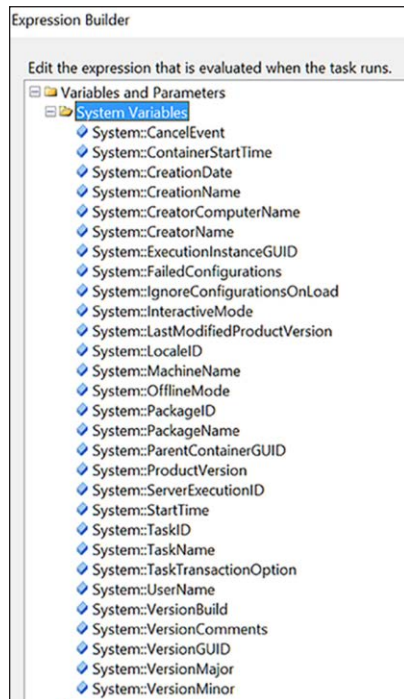 Expression Builder
Edit the expression that is evaluated when the task runs.
Variables and Parameters
System Variables
System::CancelEvent
System::ContainerStartTime
System::CreationDate
System::CreationName
System::CreatorComputerName
System::CreatorName
System::ExecutionInstanceGUID
System::FailedConfigurations
System::IgnoreConfigurationsOnLoad
System::InteractiveMode
System::LastModifiedProductVersion
System::LocaleID
System::MachineName
System::OfflineMode
System::PackageID
System::PackageName
System::ParentContainerGUID
System::ProductVersion
System::ServerExecutionID
System::StartTime
System::TaskID
System::TaskName
System::TaskTransactionOption
System::UserName
System::VersionBuild
System::VersionComments
System::VersionGUID
System::VersionMajor
System::VersionMinor